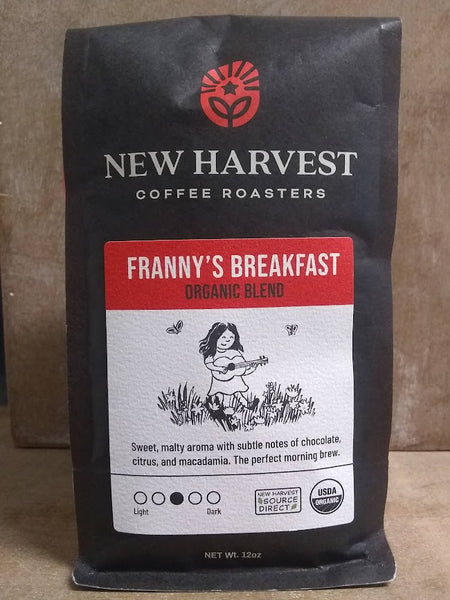 NEW HARVEST
COFFEE ROASTERS
FRANNY'S BREAKFAST
ORGANIC BLEND
Sweet, malty aroma with subtle notes of chocolate,
citrus, and macadamia. The perfect morning brew.
Light Dark
NEW HARVEST
SOURCE
DIRECT
USDA
ORGANIC
NET Wt. 12oz